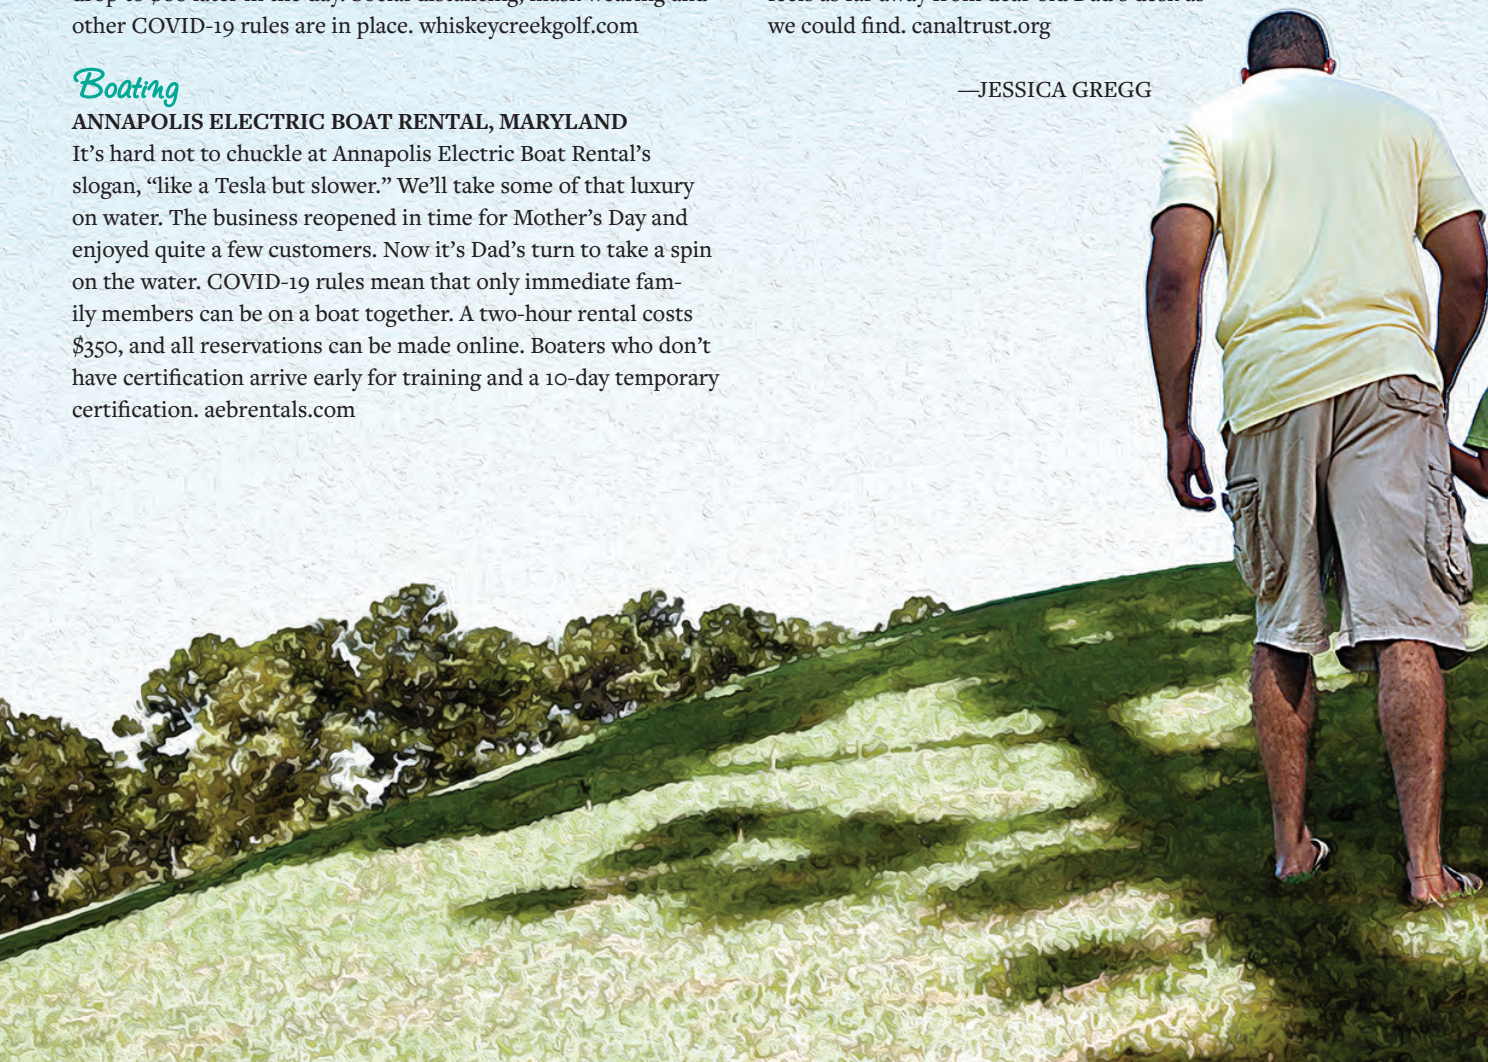 other COVID-19 rules are in place. whiskeycreekgolf.com
Boating
ANNAPOLIS ELECTRIC BOAT RENTAL, MARYLAND
It’s hard not to chuckle at Annapolis Electric Boat Rental’s
slogan, “like a Tesla but slower.” We’ll take some of that luxury
on water. The business reopened in time for Mother’s Day and
enjoyed quite a few customers. Now it’s Dad’s turn to take a spin
on the water. COVID-19 rules mean that only immediate fam-
ily members can be on a boat together. A two-hour rental costs
$350, and all reservations can be made online. Boaters who don’t
have certification arrive early for training and a 10-day temporary
certification. aebrentals.com
we could find. canaltrust.org
—JESSICA GREGG